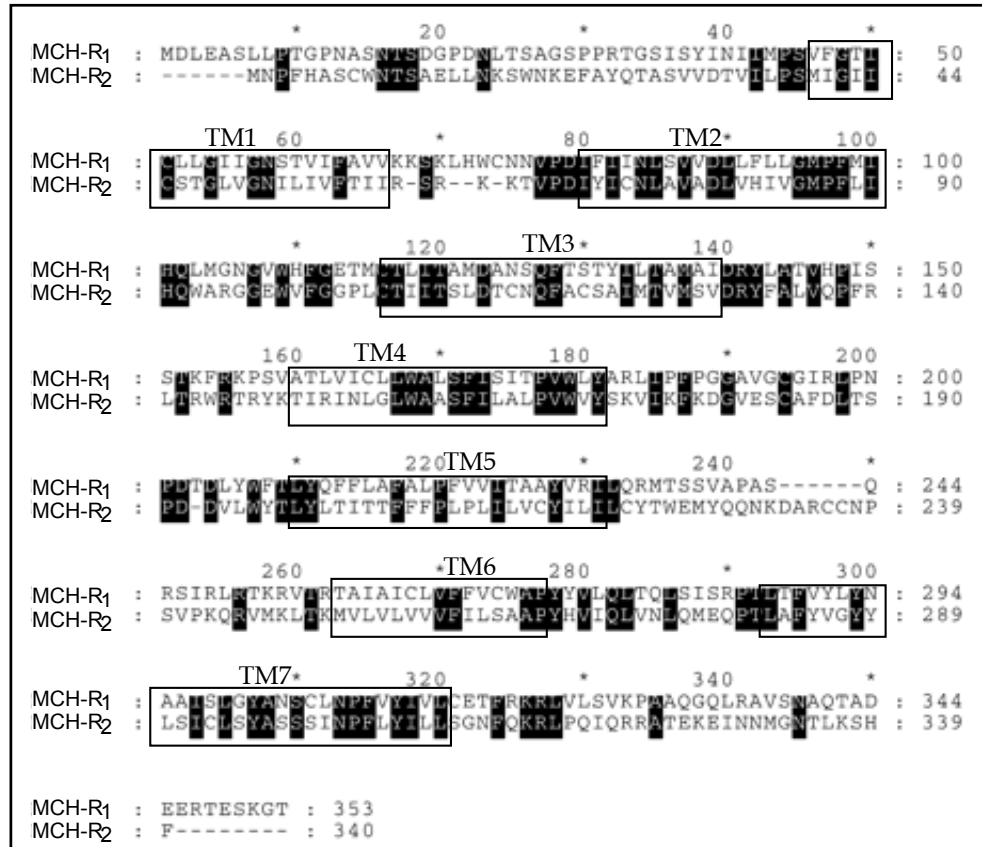 * 20 * 40 *
MCH-R1 : MDLEASLLPTGPNASNTSDGPDNLTSAGSPPRTGSISYINIIMPSVFGTI : 50
MCH-R2 : ------MNPFHASCWNTSAELLNKSWNKEFAYQTASVVDTVILPSMIGII : 44
TM1 60 * 80 TM2 * 100
MCH-R1 : CLLGIIGNSTVIFAVVKKSKLHWCNNVPDIFIINLSVVDLLFLLGMPFMI : 100
MCH-R2 : CSTGLVGNILIVFTIIR-SR--K-KTVPDIYICNLAVADLVHIVGMPFLI : 90
* 120 TM3 * 140 *
MCH-R1 : HQLMGNGVWHFGETMCTLITAMDANSQFTSTYILTAMAIDRYLATVHPIS : 150
MCH-R2 : HQWARGGEWVFGGPLCTIITSLDTCNQFACSAIMTVMSVDRYFALVQPFR : 140
160 TM4 * 180 * 200
MCH-R1 : STKFRKPSVATLVICLLWALSFISITPVWLYARLIPFPGGAVGCGIRLPN : 200
MCH-R2 : LTRWRTRYKTIRINLGLWAASFILALPVWVYSKVIKFKDGVESCAFDLTS : 190
* 220 TM5 * 240 *
MCH-R1 : PDTDLYWFTLYQFFLAFALPFVVITAAYVRILQRMTSSVAPAS------Q : 244
MCH-R2 : PD-DVLWYTLYLTITTFFFPLPLILVCYILILCYTWEMYQQNKDARCCNP : 239
260 * TM6 280 * 300
MCH-R1 : RSIRLRTKRVTRTAIAICLVFFVCWAPYYVLQLTQLSISRPTLTFVYLYN : 294
MCH-R2 : SVPKQRVMKLTKMVLVLVVVFILSAAPYHVIQLVNLQMEQPTLAFYVGYY : 289
TM7 * 320 * 340 *
MCH-R1 : AAISLGYANSCLNPFVYIVLCETFRKRLVLSVKPAAQGQLRAVSNAQTAD : 344
MCH-R2 : LSICLSYASSSINPFLYILLSGNFQKRLPQIQRRATEKEINNMGNTLKSH : 339
MCH-R1 : EERTESKGT : 353
MCH-R2 : F-------- : 340